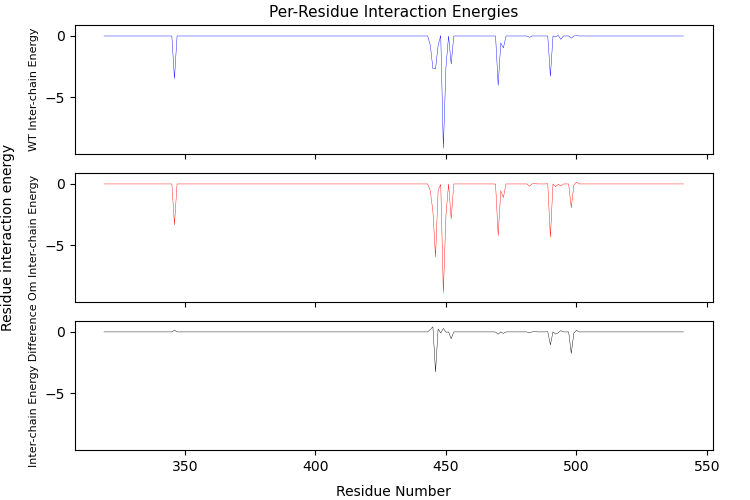 Per-Residue Interaction Energies
Residue interaction energy
WT Inter-chain Energy
0
−5
Om Inter-chain Energy
0
−5
Inter-chain Energy Difference
0
−5
350
400
450
500
550
Residue Number